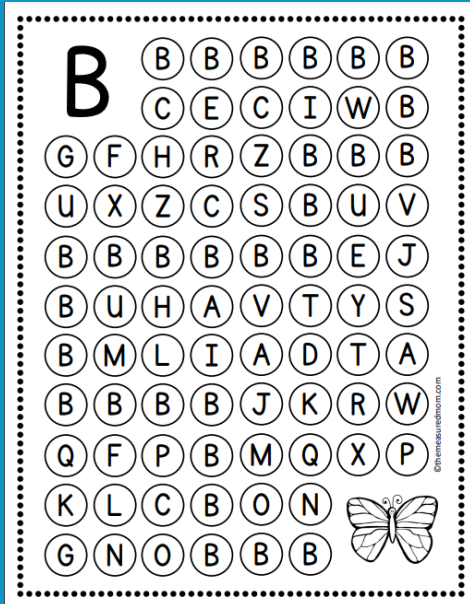 B
B B B B B B
C E C I W B
G F H R Z B B B
U X Z C S B U V
B B B B B B E J
B U H A V T Y S
B M L I A D T A
B B B B J K R W
Q F P B M Q X P
K L C B O N
G N O B B B
©themeasuredmom.com